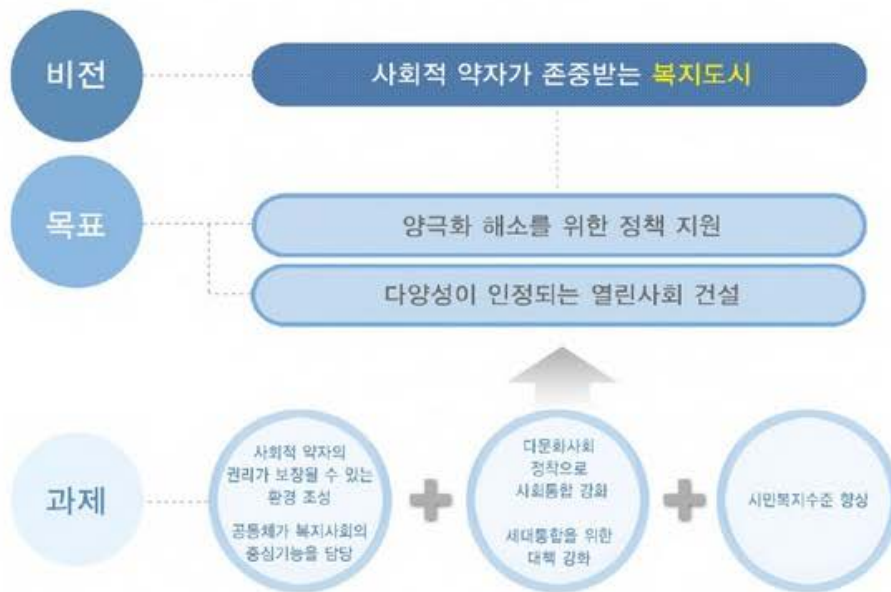 비전
사회적 약자가 존중받는 복지도시
목표
양극화 해소를 위한 정책 지원
다양성이 인정되는 열린사회 건설
과제
사회적 약자의
권리가 보장될 수 있는
환경 조성
공동체가 복지사회의
중심기능을 담당
다문화사회
정착으로
사회통합 강화
세대통합을 위한
대책 강화
시민복지수준 향상